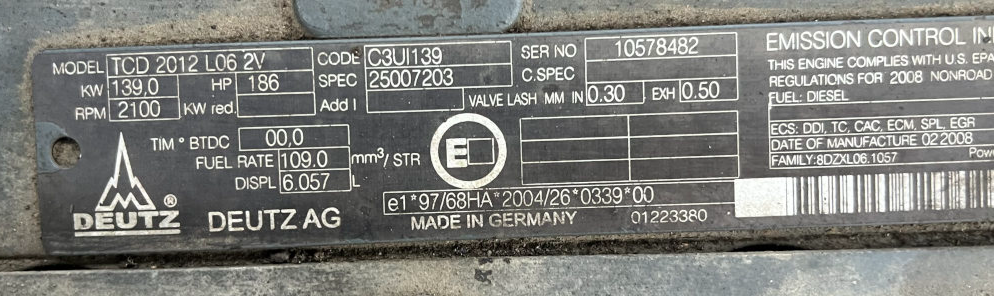 MODEL TCD 2012 L06 2V CODE C3UI139 SER NO 10578482
KW 139.0 HP 186 SPEC 25007203 C.SPEC
RPM 2100 KW red. Add I VALVE LASH MM IN 0.30 EXH 0.50
TIM ° BTDC 00,0
FUEL RATE 109.0 mm³/STR
DISPL 6.057 L
E
DEUTZ
DEUTZ AG
e1*97/68HA*2004/26*0339*00
MADE IN GERMANY 01223380
EMISSION CONTROL IN
THIS ENGINE COMPLIES WITH U.S. EPA
REGULATIONS FOR 2008 NONROAD
FUEL: DIESEL
ECS: DDI, TC, CAC, ECM, SPL, EGR
DATE OF MANUFACTURE 022008
FAMILY:8DZXL06.1057 Powe